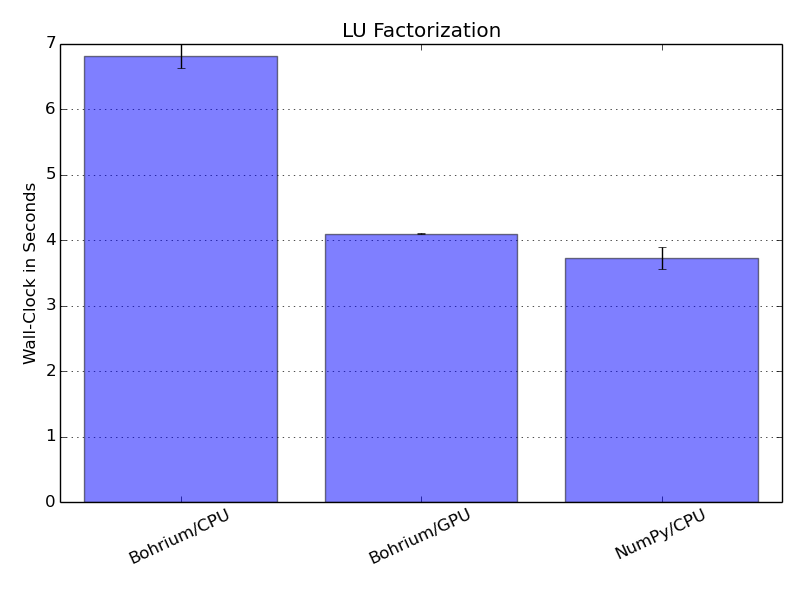 LU Factorization
Wall-Clock in Seconds
7
6
5
4
3
2
1
0
Bohrium/CPU
Bohrium/GPU
NumPy/CPU